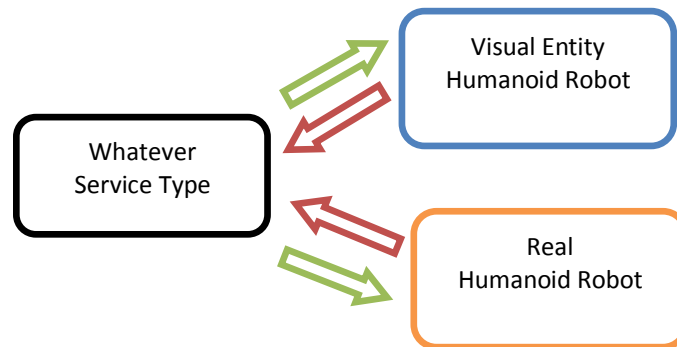 Visual Entity
Humanoid Robot
Whatever
Service Type
Real
Humanoid Robot